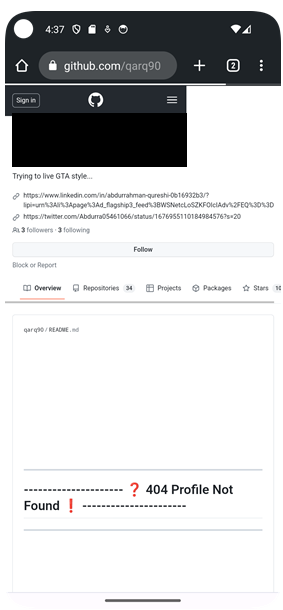 4:37
github.com/qarq90
2
Sign in
Trying to live GTA style...
https://www.linkedin.com/in/abdurrahman-qureshi-0b16932b3/?
lipi=urn%3Ali%3Apage%3Ad_flagship3_feed%3BWSNetcLoSZKFOIclAdv%2FEQ%3D%3D
https://twitter.com/Abdurra05461066/status/1676955110184984576?s=20
3 followers · 3 following
Follow
Block or Report
Overview Repositories 34 Projects Packages Stars 10
qarq90 / README.md
--------------------- ❓ 404 Profile Not
Found ❗ ----------------------